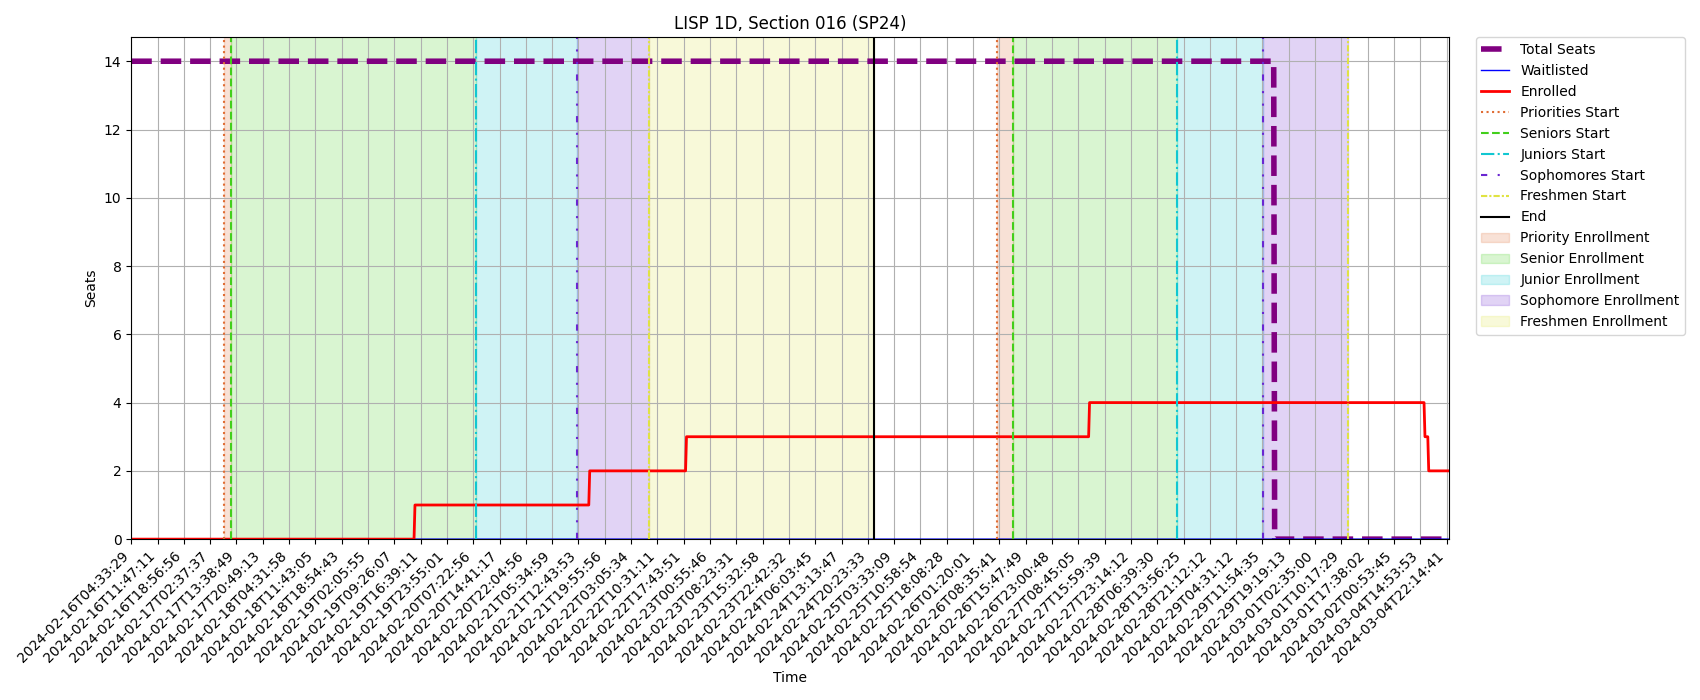 LISP 1D, Section 016 (SP24)
14
12
10
8
6
4
2
0
Seats
2024-02-16T04:33:29
2024-02-16T11:47:11
2024-02-16T18:56:56
2024-02-17T02:37:37
2024-02-17T13:38:49
2024-02-17T20:49:13
2024-02-18T04:31:58
2024-02-18T11:43:05
2024-02-18T18:54:43
2024-02-19T02:05:55
2024-02-19T09:26:07
2024-02-19T16:39:11
2024-02-19T23:55:01
2024-02-20T07:22:56
2024-02-20T14:41:17
2024-02-20T22:04:56
2024-02-21T05:34:59
2024-02-21T12:43:53
2024-02-21T19:55:56
2024-02-22T03:05:34
2024-02-22T10:31:11
2024-02-22T17:43:51
2024-02-23T00:55:46
2024-02-23T08:23:31
2024-02-23T15:32:58
2024-02-23T22:42:32
2024-02-24T06:03:45
2024-02-24T13:13:47
2024-02-24T20:23:33
2024-02-25T03:33:09
2024-02-25T10:58:54
2024-02-25T18:08:28
2024-02-26T01:20:01
2024-02-26T08:35:41
2024-02-26T15:47:49
2024-02-26T23:00:48
2024-02-27T08:45:05
2024-02-27T15:59:39
2024-02-27T23:14:12
2024-02-28T06:39:30
2024-02-28T13:56:25
2024-02-28T21:12:12
2024-02-29T04:31:12
2024-02-29T11:54:35
2024-02-29T19:19:13
2024-03-01T02:35:00
2024-03-01T10:17:29
2024-03-01T17:38:02
2024-03-02T00:53:45
2024-03-04T14:53:53
2024-03-04T22:14:41
Time
Total Seats
Waitlisted
Enrolled
Priorities Start
Seniors Start
Juniors Start
Sophomores Start
Freshmen Start
End
Priority Enrollment
Senior Enrollment
Junior Enrollment
Sophomore Enrollment
Freshmen Enrollment